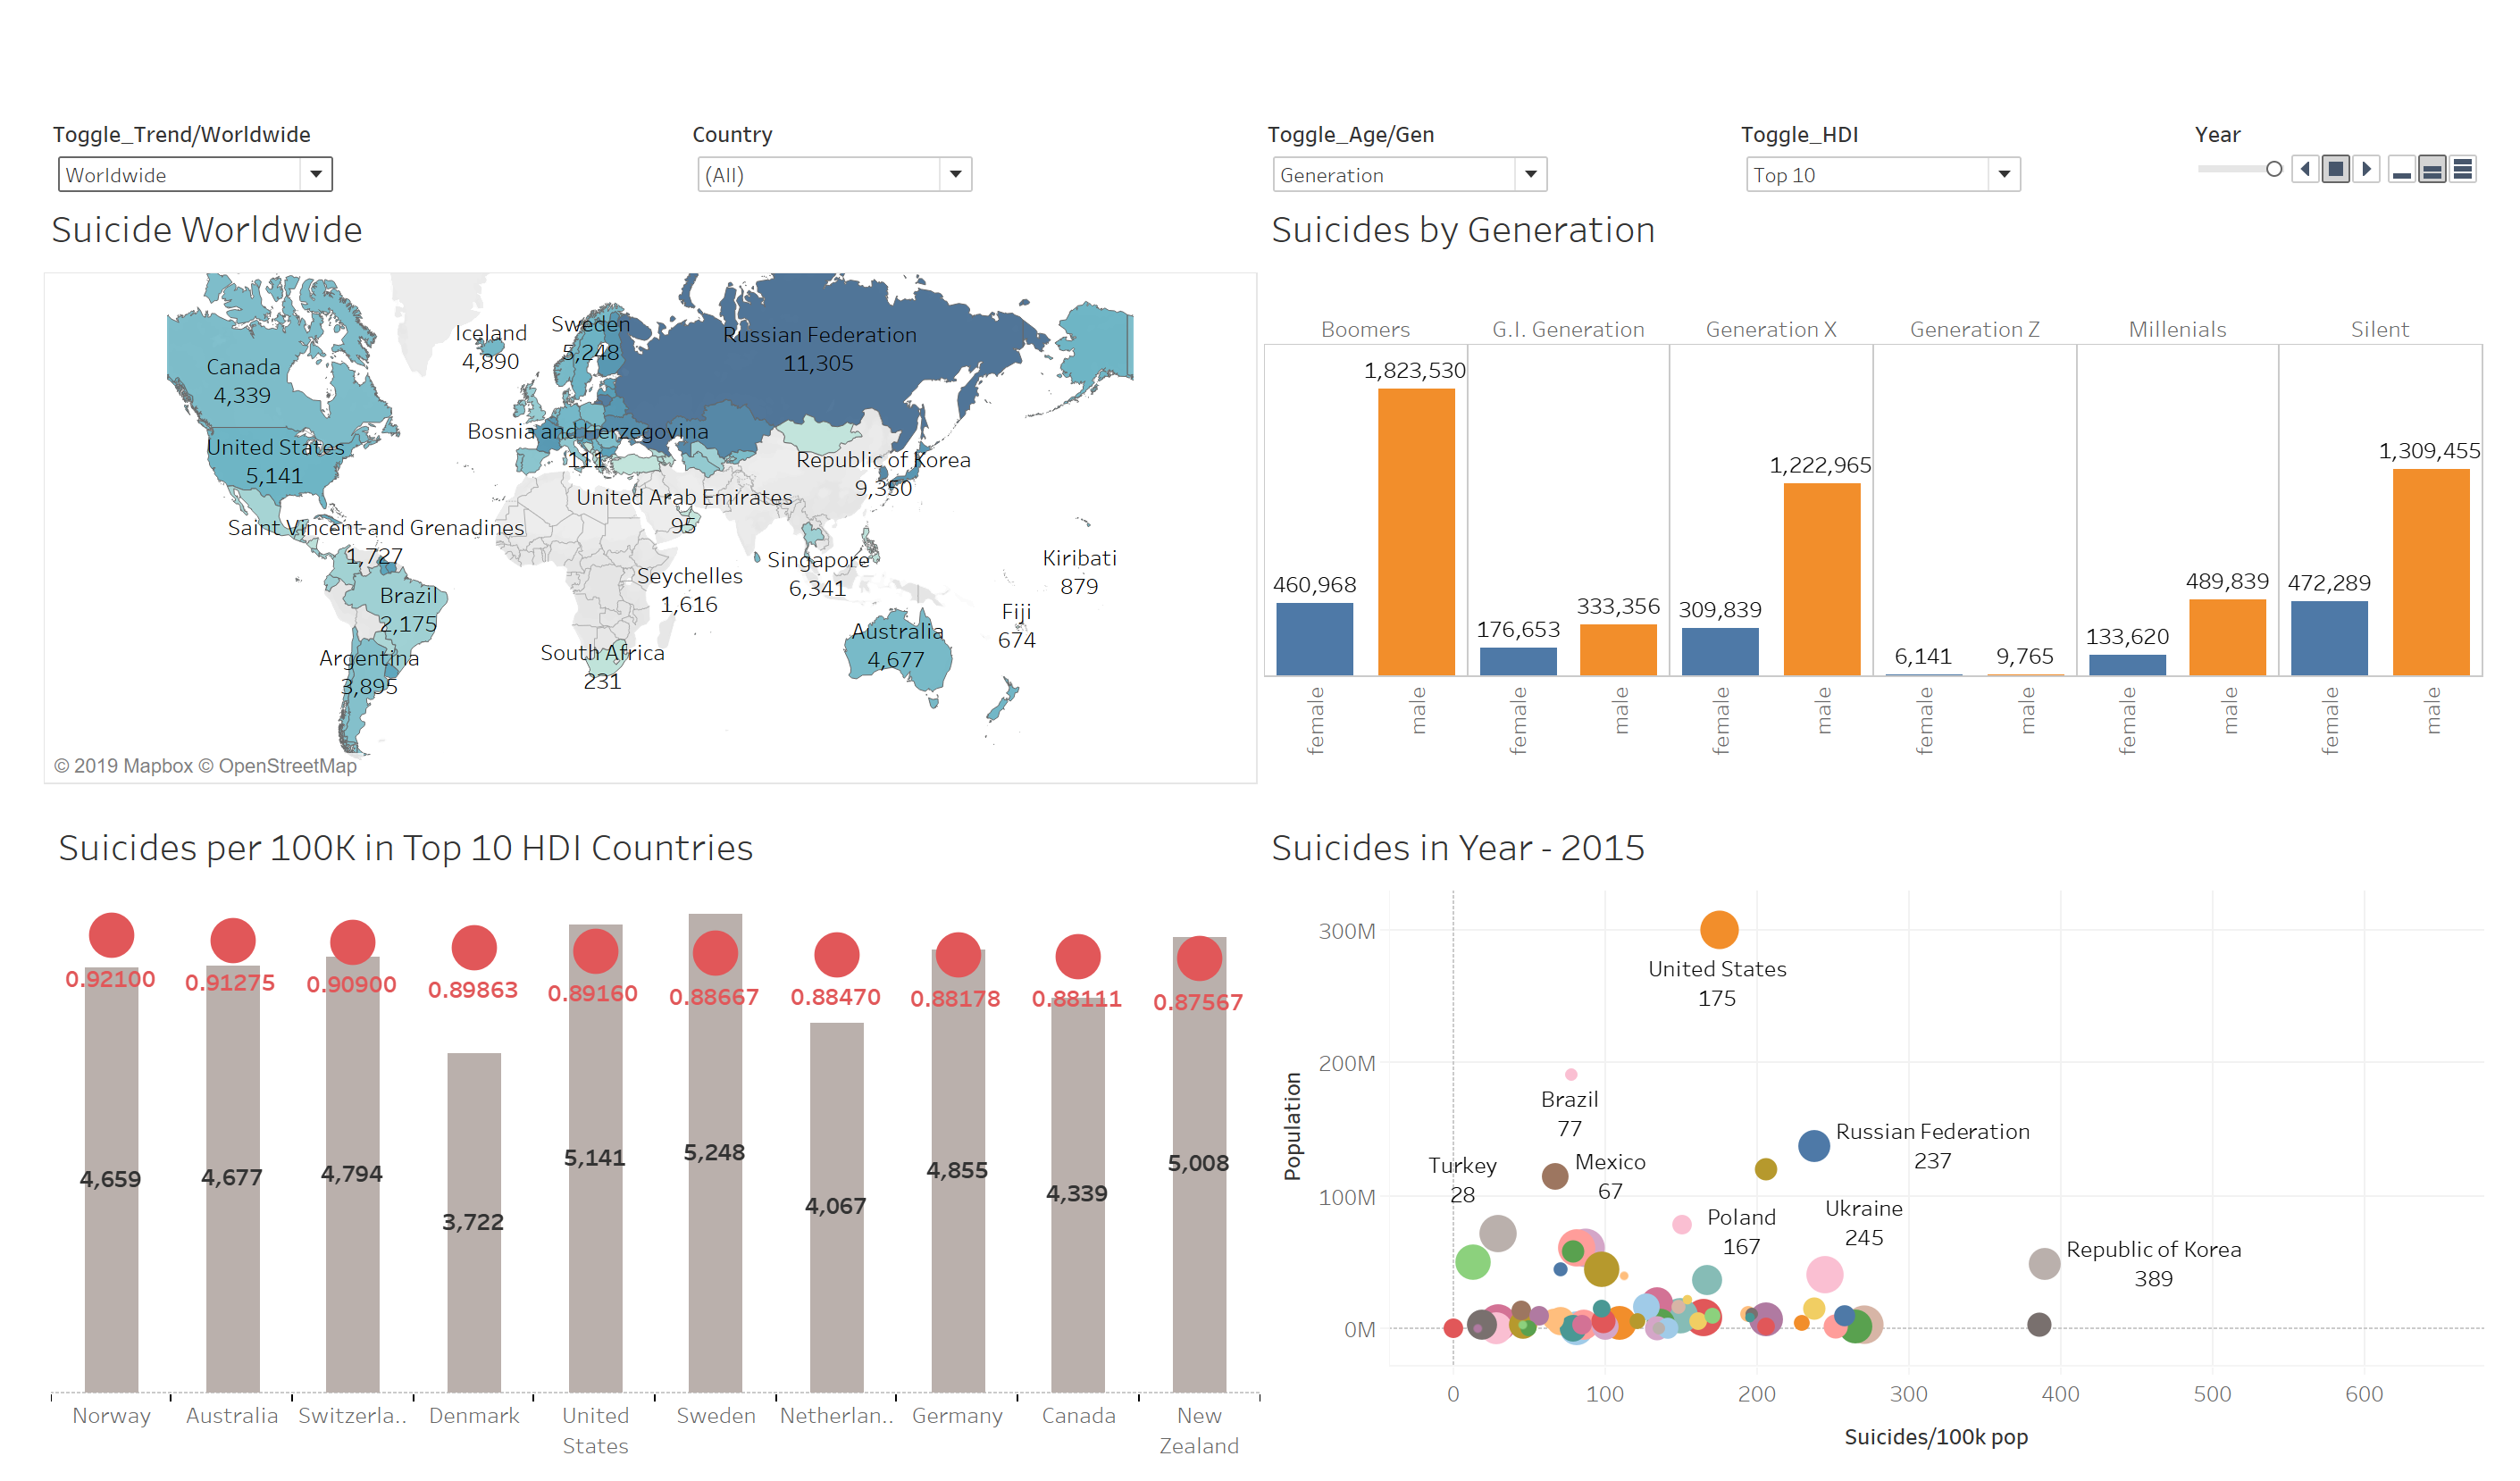 Toggle_Trend/Worldwide
Country
Toggle_Age/Gen
Toggle_HDI
Year
Worldwide
(All)
Generation
Top 10
Suicide Worldwide
Canada
4,339
United States
5,141
Iceland
4,890
Sweden
5,248
Russian Federation
11,305
Bosnia and Herzegovina
111
Republic of Korea
9,350
United Arab Emirates
95
Saint Vincent and Grenadines
1,727
Brazil
2,175
Argentina
3,895
Seychelles
1,616
South Africa
231
Singapore
6,341
Australia
4,677
Kiribati
879
Fiji
674
© 2019 Mapbox © OpenStreetMap
Suicides by Generation
Boomers
G.I. Generation
Generation X
Generation Z
Millenials
Silent
460,968
1,823,530
176,653
333,356
309,839
1,222,965
6,141
9,765
133,620
489,839
472,289
1,309,455
female
male
female
male
female
male
female
male
female
male
female
male
Suicides per 100K in Top 10 HDI Countries
0.92100
0.91275
0.90900
0.89863
0.89160
0.88667
0.88470
0.88178
0.88111
0.87567
4,659
4,677
4,794
3,722
5,141
5,248
4,067
4,855
4,339
5,008
Norway
Australia
Switzerla..
Denmark
United
States
Sweden
Netherlan..
Germany
Canada
New
Zealand
Suicides in Year - 2015
Population
300M
200M
100M
0M
United States
175
Brazil
77
Russian Federation
237
Turkey
28
Mexico
67
Poland
167
Ukraine
245
Republic of Korea
389
0
100
200
300
400
500
600
Suicides/100k pop